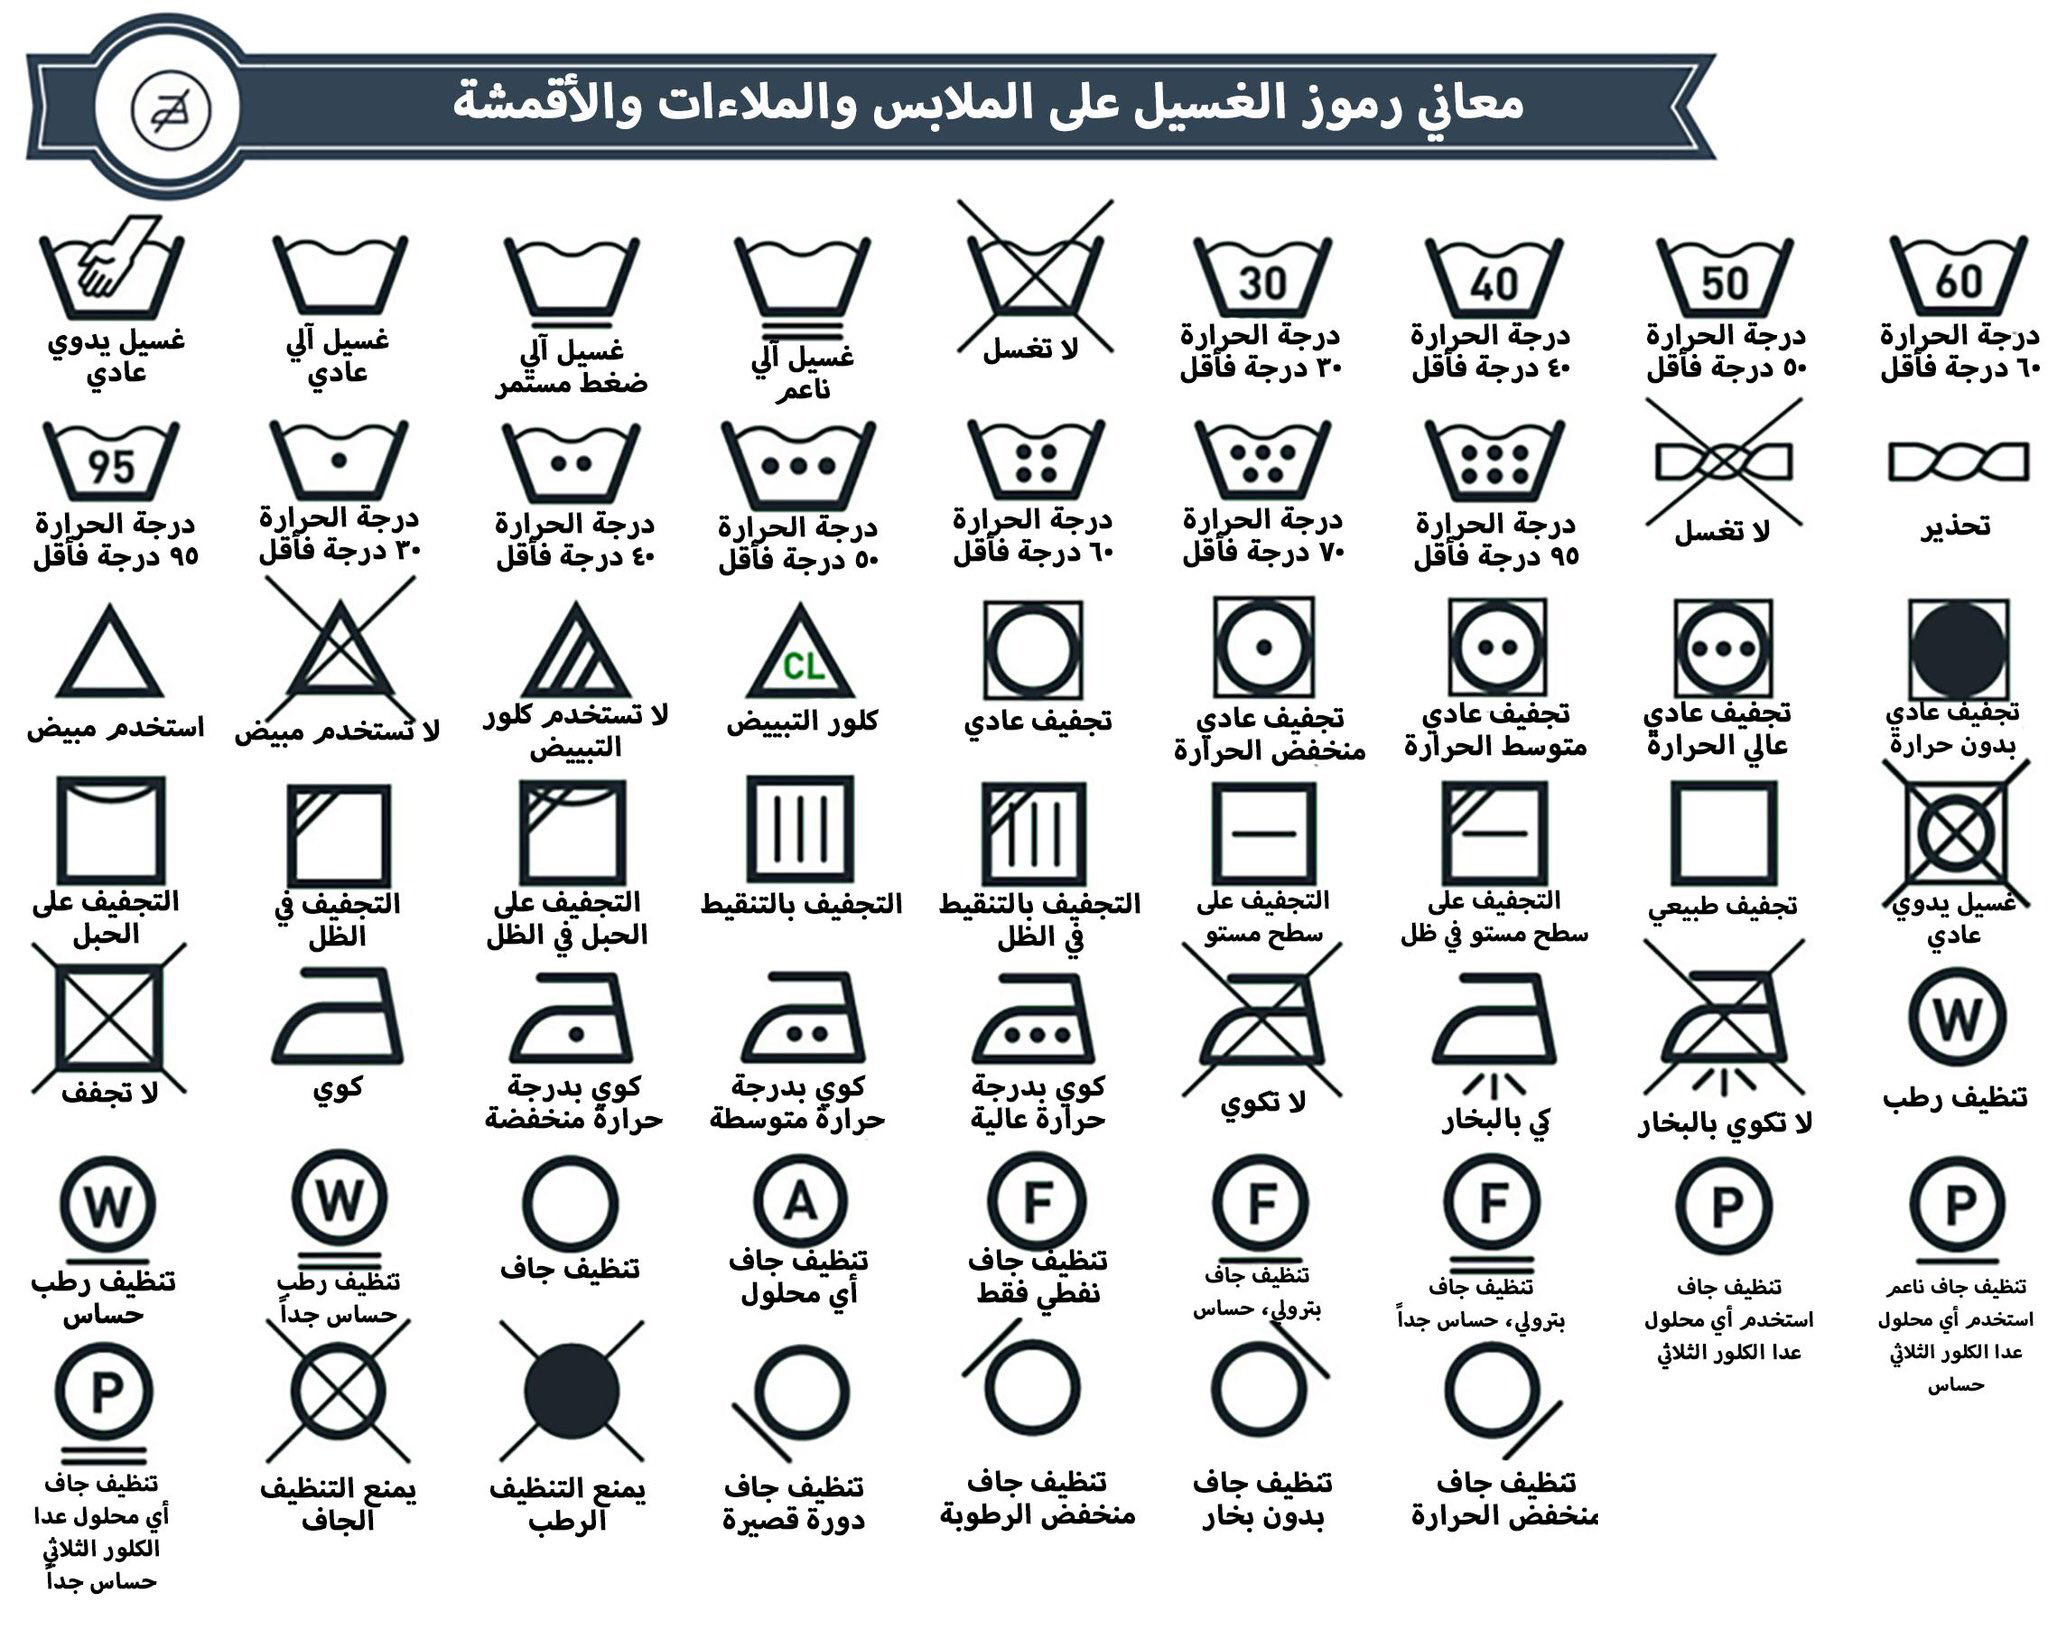 معاني رموز الغسيل على الملابس والملاءات والأقمشة
30
40
50
60
غسيل يدوي
عادي
غسيل آلي
عادي
غسيل آلي
ضغط مستمر
غسيل آلي
ناعم
لا تغسل
درجة الحرارة
٣٠ درجة فأقل
درجة الحرارة
٤٠ درجة فأقل
درجة الحرارة
٥٠ درجة فأقل
درجة الحرارة
٦٠ درجة فأقل
95
درجة الحرارة
٩٥ درجة فأقل
درجة الحرارة
٣٠ درجة فأقل
درجة الحرارة
٤٠ درجة فأقل
درجة الحرارة
٥٠ درجة فأقل
درجة الحرارة
٦٠ درجة فأقل
درجة الحرارة
٧٠ درجة فأقل
درجة الحرارة
٩٥ درجة فأقل
لا تغسل
تحذير
CL
استخدم مبيض
لا تستخدم مبيض
لا تستخدم كلور
التبييض
كلور التبييض
تجفيف عادي
تجفيف عادي
منخفض الحرارة
تجفيف عادي
متوسط الحرارة
تجفيف عادي
عالي الحرارة
تجفيف عادي
بدون حرارة
التجفيف على
الحبل
التجفيف في
الظل
التجفيف على
الحبل في الظل
التجفيف بالتنقيط
التجفيف بالتنقيط
في الظل
التجفيف على
سطح مستو
التجفيف على
سطح مستو في ظل
تجفيف طبيعي
غسيل يدوي
عادي
W
لا تجفف
كوي
كوي بدرجة
حرارة منخفضة
كوي بدرجة
حرارة متوسطة
كوي بدرجة
حرارة عالية
لا تكوي
كي بالبخار
لا تكوي بالبخار
تنظيف رطب
W
W
A
F
F
F
P
P
تنظيف رطب
حساس
تنظيف رطب
حساس جداً
تنظيف جاف
تنظيف جاف
أي محلول
تنظيف جاف
نفطي فقط
تنظيف جاف
بترولي، حساس
تنظيف جاف
بترولي، حساس جداً
تنظيف جاف
استخدم أي محلول
عدا الكلور الثلاثي
تنظيف جاف ناعم
استخدم أي محلول
عدا الكلور الثلاثي
حساس
P
تنظيف جاف
أي محلول عدا
الكلور الثلاثي
حساس جداً
يمنع التنظيف
الجاف
يمنع التنظيف
الرطب
تنظيف جاف
دورة قصيرة
تنظيف جاف
منخفض الرطوبة
تنظيف جاف
بدون بخار
تنظيف جاف
منخفض الحرارة